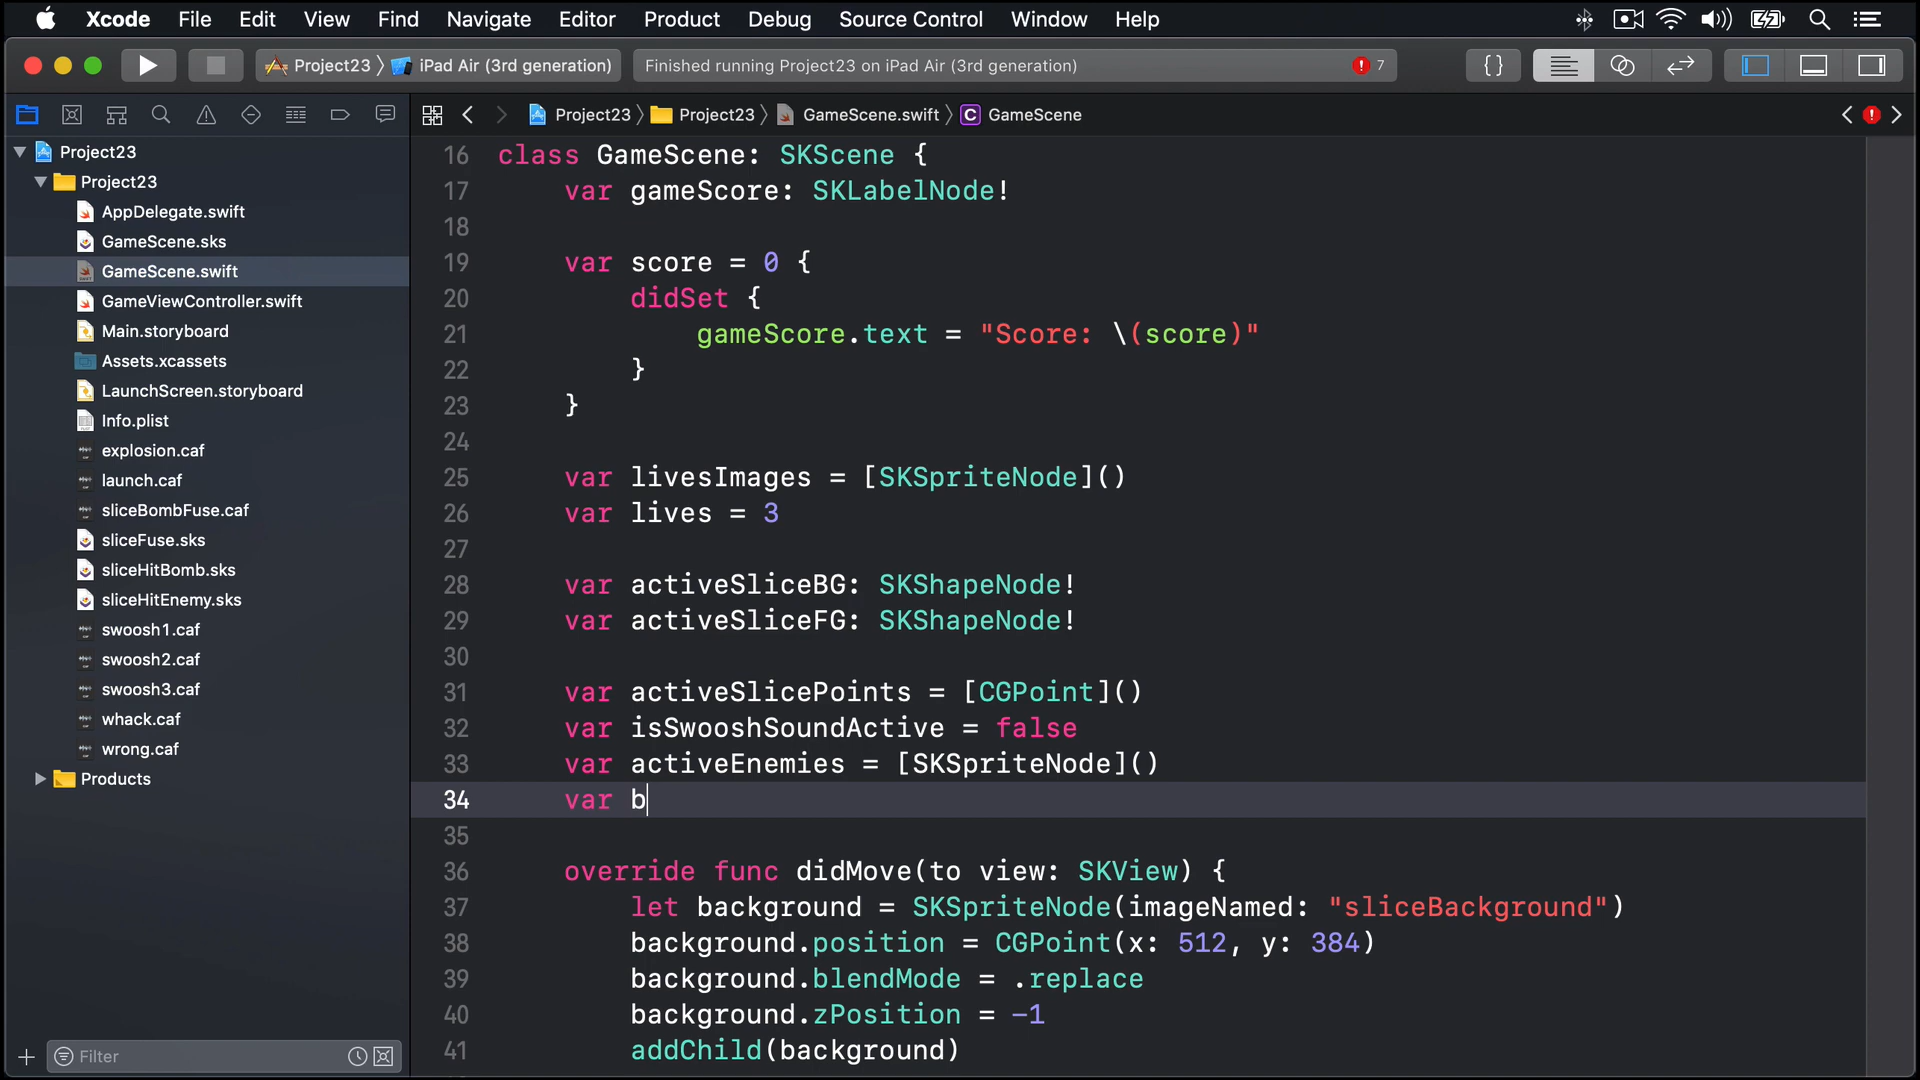 Xcode File Edit View Find Navigate Editor Product Debug Source Control Window Help
Project23 iPad Air (3rd generation) Finished running Project23 on iPad Air (3rd generation) 7
Project23 Project23 GameScene.swift C GameScene
Project23
Project23
AppDelegate.swift
GameScene.sks
GameScene.swift
GameViewController.swift
Main.storyboard
Assets.xcassets
LaunchScreen.storyboard
Info.plist
explosion.caf
launch.caf
sliceBombFuse.caf
sliceFuse.sks
sliceHitBomb.sks
sliceHitEnemy.sks
swoosh1.caf
swoosh2.caf
swoosh3.caf
whack.caf
wrong.caf
Products
Filter
16 class GameScene: SKScene {
17 var gameScore: SKLabelNode!
18
19 var score = 0 {
20 didSet {
21 gameScore.text = "Score: \(score)"
22 }
23 }
24
25 var livesImages = [SKSpriteNode]()
26 var lives = 3
27
28 var activeSliceBG: SKShapeNode!
29 var activeSliceFG: SKShapeNode!
30
31 var activeSlicePoints = [CGPoint]()
32 var isSwooshSoundActive = false
33 var activeEnemies = [SKSpriteNode]()
34 var b
35
36 override func didMove(to view: SKView) {
37 let background = SKSpriteNode(imageNamed: "sliceBackground")
38 background.position = CGPoint(x: 512, y: 384)
39 background.blendMode = .replace
40 background.zPosition = -1
41 addChild(background)